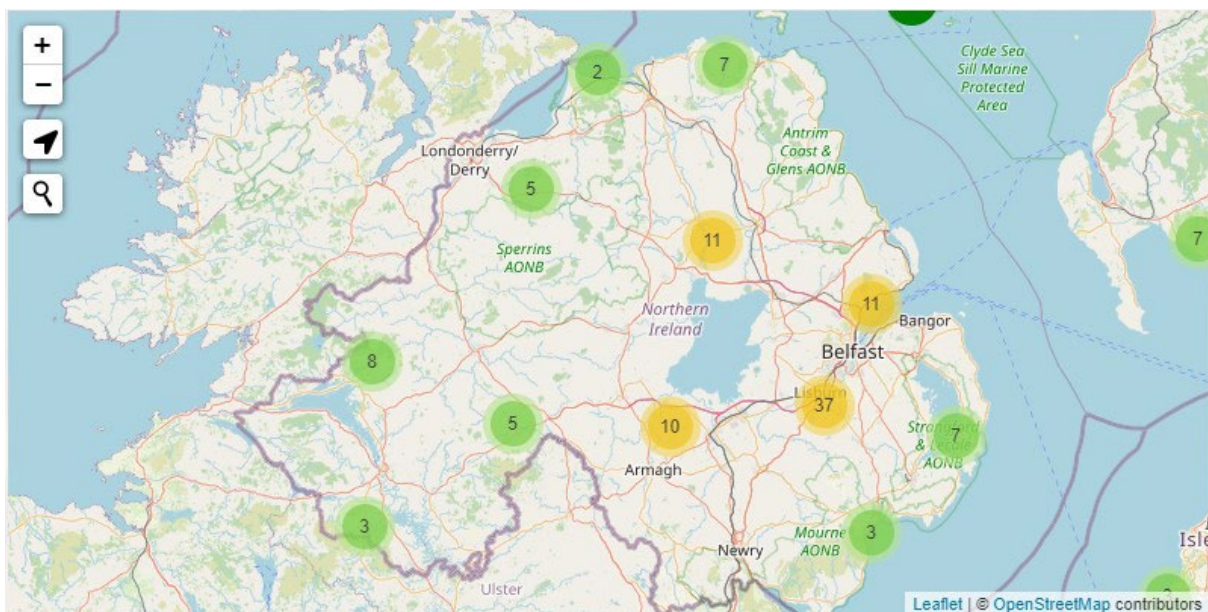 +
−
2
7
Clyde Sea
Sill Marine
Protected
Area
Antrim
Coast &
Glens AONB
Londonderry/
Derry
5
Sperrins
AONB
11
7
Northern
Ireland
11
Bangor
Belfast
8
Lisburn
37
5
10
Armagh
7
& Lecale
AONB
3
Mourne
AONB
3
Newry
Ulster
Leaflet | © OpenStreetMap contributors